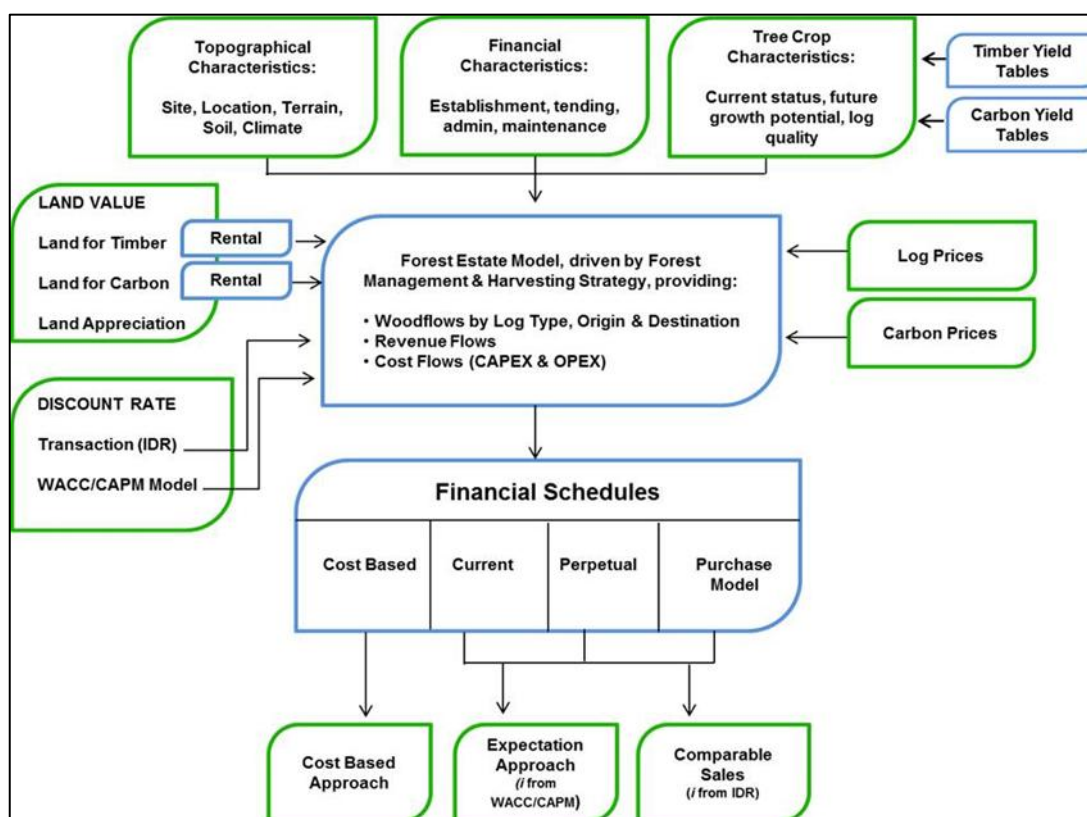 Topographical
Characteristics:
Site, Location, Terrain,
Soil, Climate
Financial
Characteristics:
Establishment, tending,
admin, maintenance
Tree Crop
Characteristics:
Current status, future
growth potential, log
quality
Timber Yield
Tables
Carbon Yield
Tables
LAND VALUE
Land for Timber
Rental
Land for Carbon
Rental
Land Appreciation
Forest Estate Model, driven by Forest
Management & Harvesting Strategy, providing:
• Woodflows by Log Type, Origin & Destination
• Revenue Flows
• Cost Flows (CAPEX & OPEX)
Log Prices
Carbon Prices
DISCOUNT RATE
Transaction (IDR)
WACC/CAPM Model
Financial Schedules
Cost Based
Current
Perpetual
Purchase
Model
Cost Based
Approach
Expectation
Approach
(i from
WACC/CAPM)
Comparable
Sales
(i from IDR)